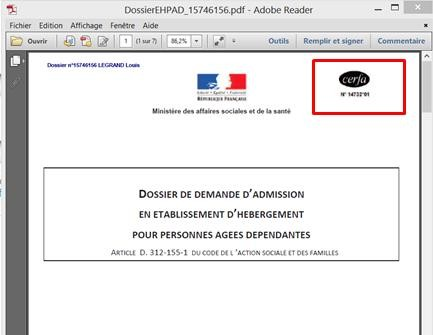 DossierEHPAD_15746156.pdf - Adobe Reader
Fichier Edition Affichage Fenêtre Aide
Ouvrir 1 (1 sur 7) 86,2% Outils Remplir et signer Commentaire
Dossier n°15746156 LEGRAND Louis
cerfa
N° 14732*01
Liberté • Égalité • Fraternité
RÉPUBLIQUE FRANÇAISE
Ministère des affaires sociales et de la santé
DOSSIER DE DEMANDE D'ADMISSION
EN ETABLISSEMENT D'HEBERGEMENT
POUR PERSONNES AGEES DEPENDANTES
ARTICLE D. 312-155-1 DU CODE DE L 'ACTION SOCIALE ET DES FAMILLES